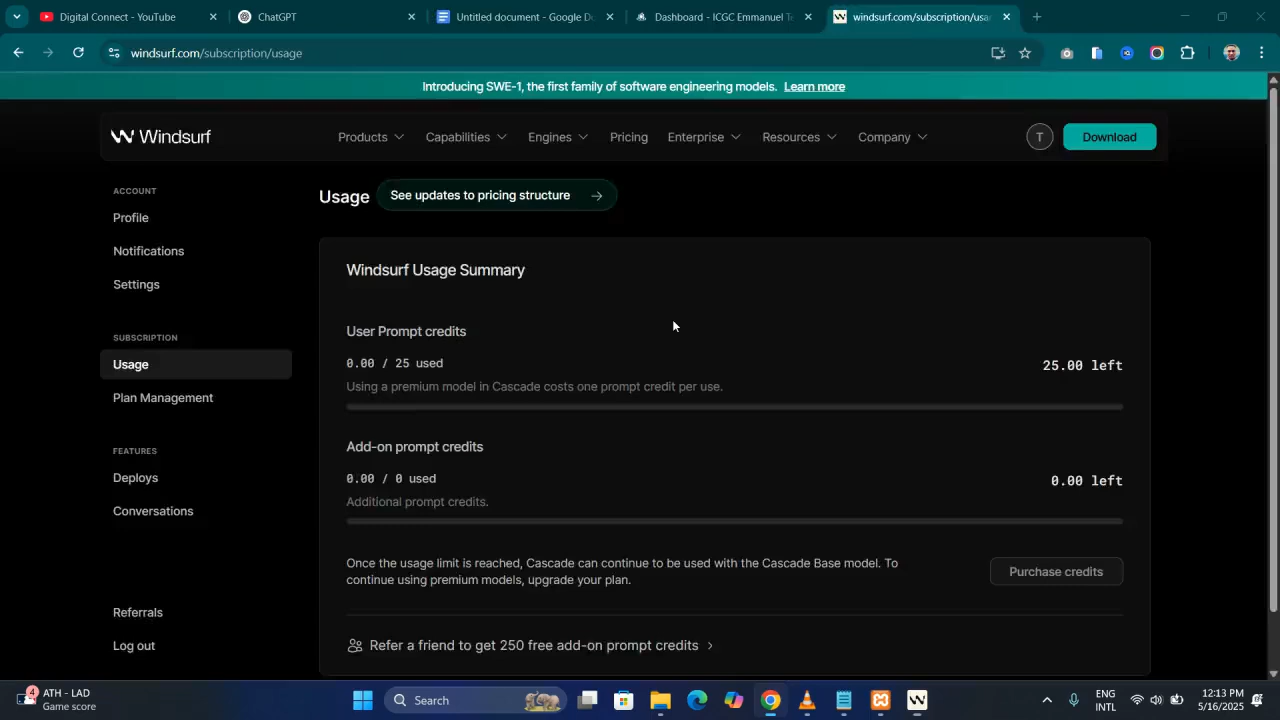 Digital Connect - YouTube
ChatGPT
Untitled document - Google Do
Dashboard - ICGC Emmanuel Te
windsurf.com/subscription/usa
windsurf.com/subscription/usage
Introducing SWE-1, the first family of software engineering models. Learn more
Windsurf
Products
Capabilities
Engines
Pricing
Enterprise
Resources
Company
T
Download
ACCOUNT
Profile
Notifications
Settings
SUBSCRIPTION
Usage
Plan Management
FEATURES
Deploys
Conversations
Referrals
Log out
Usage
See updates to pricing structure
Windsurf Usage Summary
User Prompt credits
0.00 / 25 used
25.00 left
Using a premium model in Cascade costs one prompt credit per use.
Add-on prompt credits
0.00 / 0 used
0.00 left
Additional prompt credits.
Once the usage limit is reached, Cascade can continue to be used with the Cascade Base model. To
continue using premium models, upgrade your plan.
Purchase credits
Refer a friend to get 250 free add-on prompt credits
4
ATH - LAD
Game score
Search
ENG
INTL
12:13 PM
5/16/2025